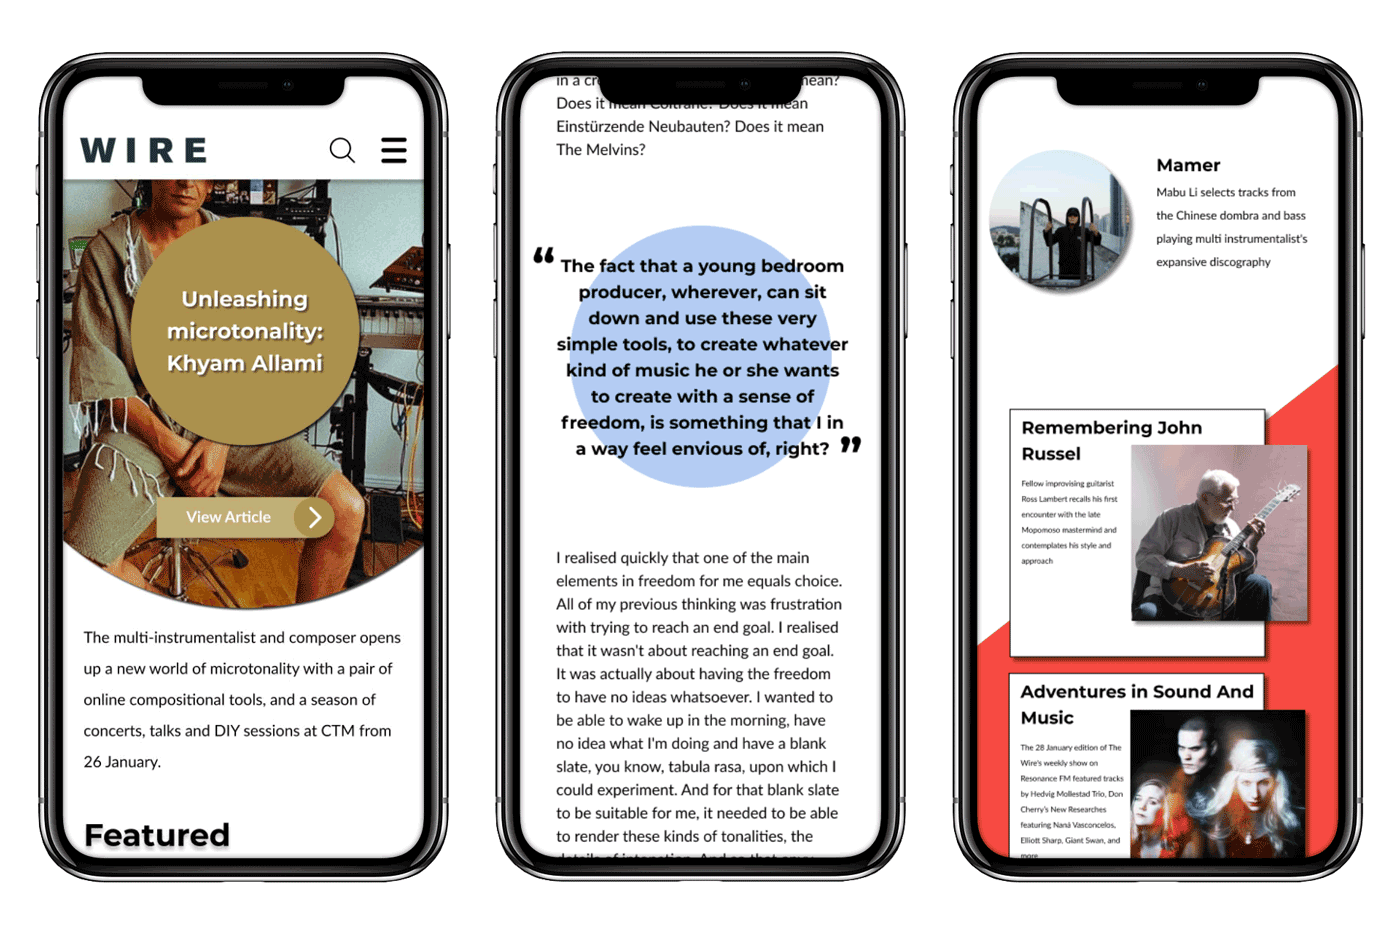 WIRE
Unleashing
microtonality:
Khyam Allami
View Article
The multi-instrumentalist and composer opens
up a new world of microtonality with a pair of
online compositional tools, and a season of
concerts, talks and DIY sessions at CTM from
26 January.
Featured
in a cre mean?
Does it mean Coltrane? Does it mean
Einstürzende Neubauten? Does it mean
The Melvins?
“ The fact that a young bedroom
producer, wherever, can sit
down and use these very
simple tools, to create whatever
kind of music he or she wants
to create with a sense of
freedom, is something that I in
a way feel envious of, right? ”
I realised quickly that one of the main
elements in freedom for me equals choice.
All of my previous thinking was frustration
with trying to reach an end goal. I realised
that it wasn't about reaching an end goal.
It was actually about having the freedom
to have no ideas whatsoever. I wanted to
be able to wake up in the morning, have
no idea what I'm doing and have a blank
slate, you know, tabula rasa, upon which I
could experiment. And for that blank slate
to be suitable for me, it needed to be able
to render these kinds of tonalities, the
Mamer
Mabu Li selects tracks from
the Chinese dombra and bass
playing multi instrumentalist's
expansive discography
Remembering John
Russel
Fellow improvising guitarist
Ross Lambert recalls his first
encounter with the late
Mopomoso mastermind and
contemplates his style and
approach
Adventures in Sound And
Music
The 28 January edition of The
Wire's weekly show on
Resonance FM featured tracks
by Hedvig Mollestad Trio, Don
Cherry's New Researches
featuring Naná Vasconcelos,
Elliott Sharp, Giant Swan, and
more